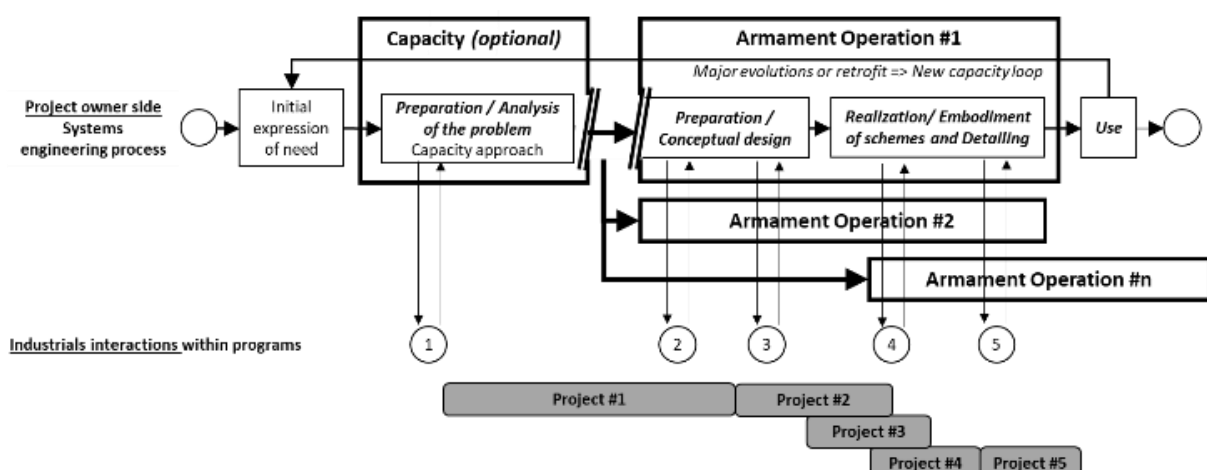 Capacity (optional)
Armament Operation #1
Major evolutions or retrofit => New capacity loop
Project owner side
Systems
engineering process
Initial
expression
of need
Preparation / Analysis
of the problem
Capacity approach
Preparation /
Conceptual design
Realization/ Embodiment
of schemes and Detailing
Use
Armament Operation #2
Armament Operation #n
Industrials interactions within programs
1
2
3
4
5
Project #1
Project #2
Project #3
Project #4
Project #5